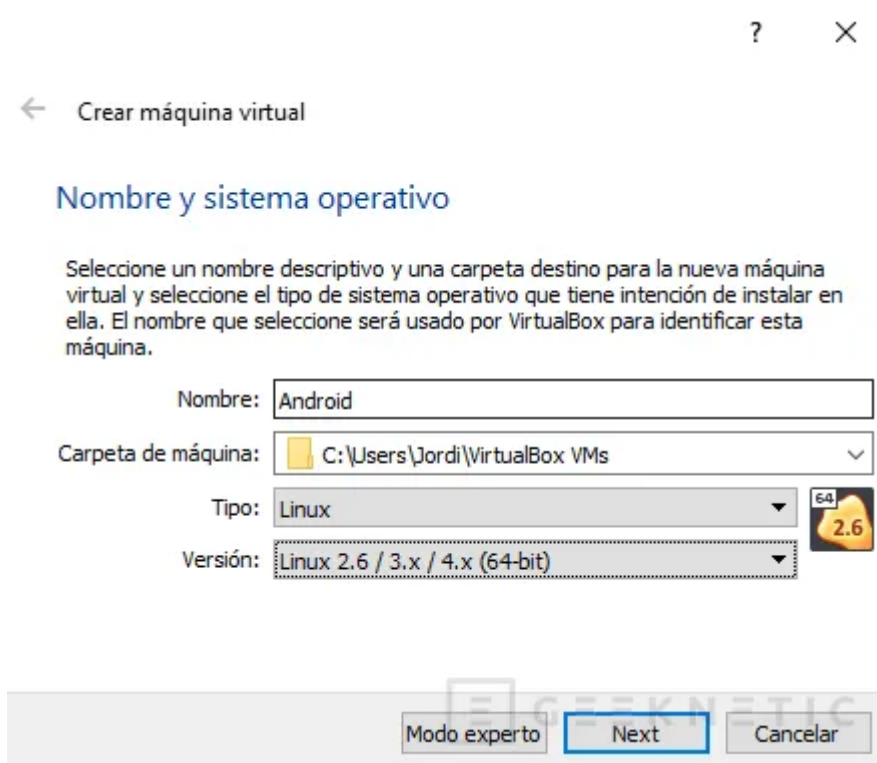 ?
Crear máquina virtual
Nombre y sistema operativo
Seleccione un nombre descriptivo y una carpeta destino para la nueva máquina
virtual y seleccione el tipo de sistema operativo que tiene intención de instalar en
ella. El nombre que seleccione será usado por VirtualBox para identificar esta
máquina.
Nombre: Android
Carpeta de máquina: C:\Users\Jordi\VirtualBox VMs
Tipo: Linux
64
2.6
Versión: Linux 2.6 / 3.x / 4.x (64-bit)
GEEKNETIC
Modo experto Next Cancelar